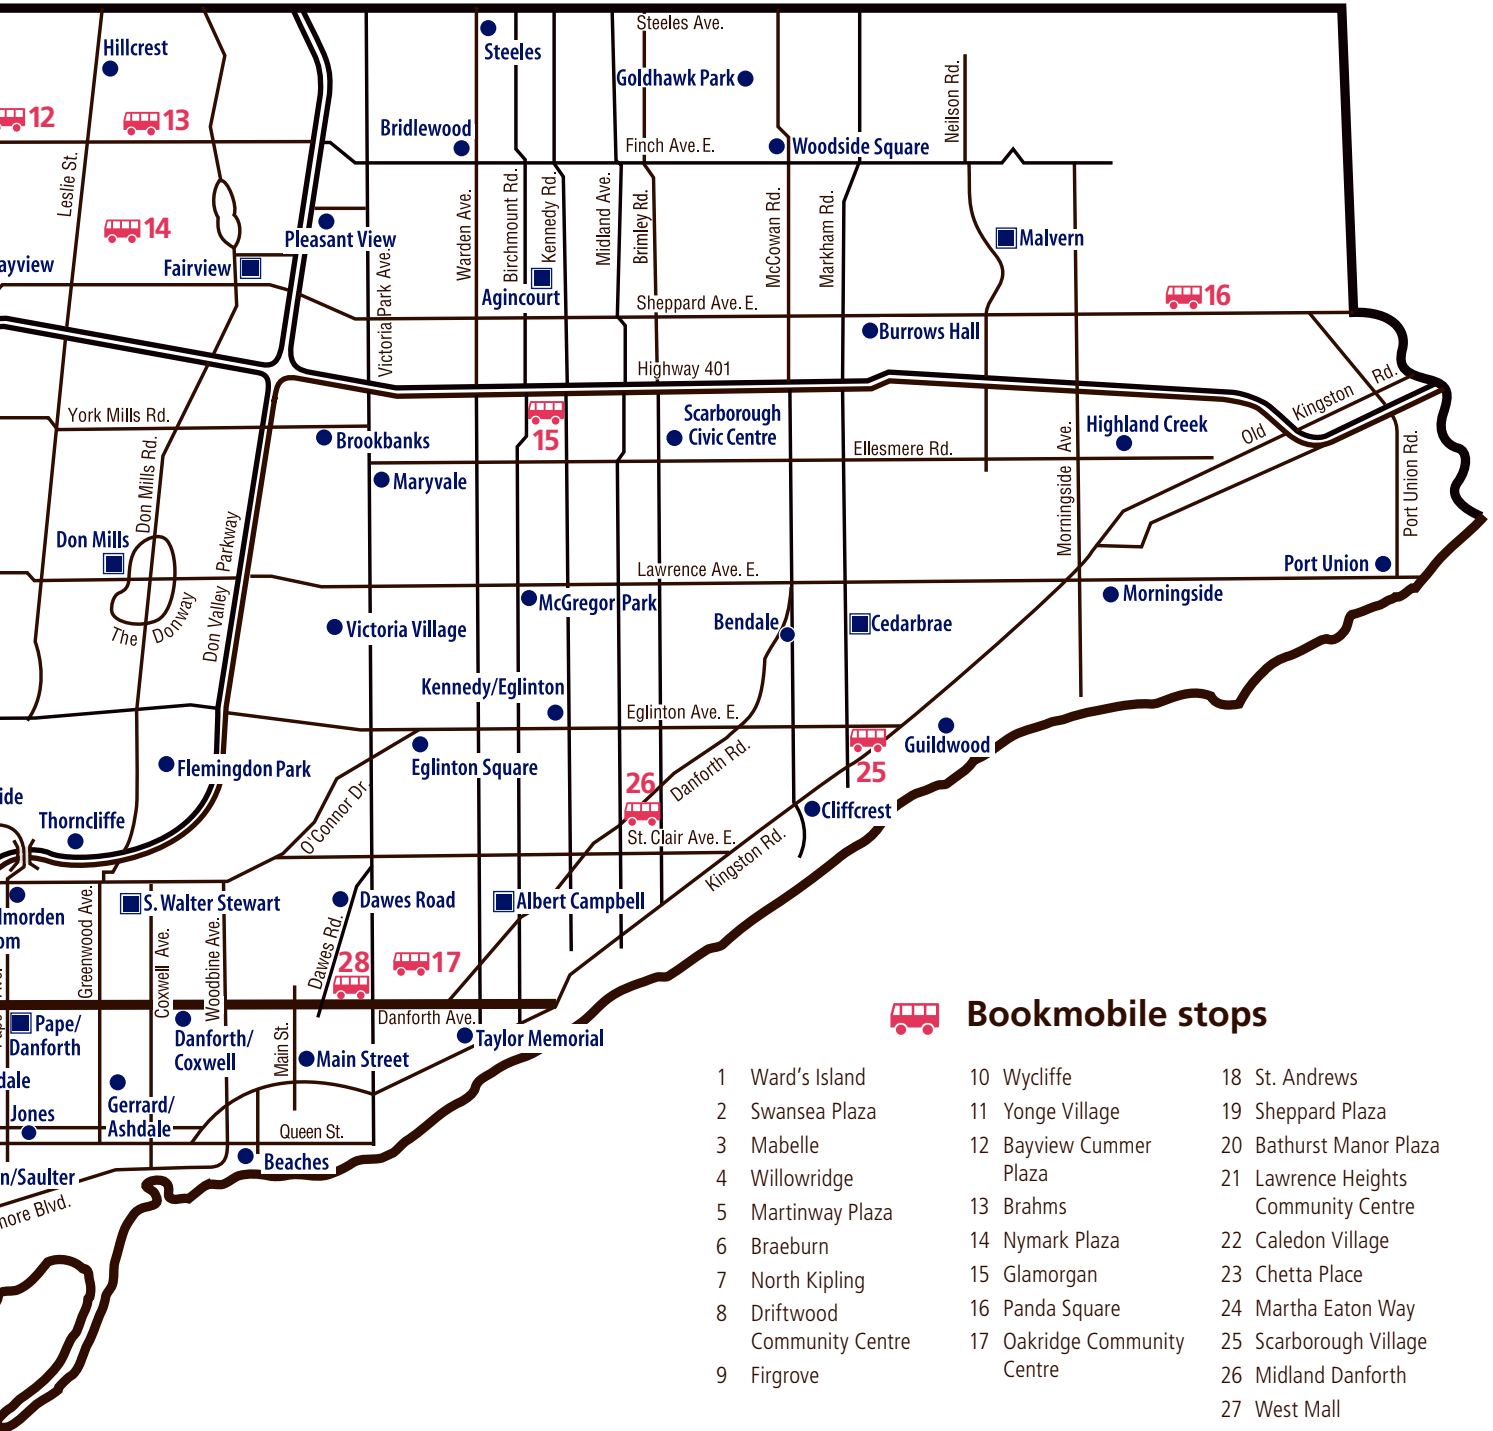 Steeles Ave.
Hillcrest
Steeles
Goldhawk Park
Neilson Rd.
12
13
Bridlewood
Finch Ave. E.
Woodside Square
Leslie St.
14
Pleasant View
Victoria Park Ave.
Warden Ave.
Birchmount Rd.
Kennedy Rd.
Midland Ave.
Brimley Rd.
McCowan Rd.
Markham Rd.
Malvern
ayview
Fairview
Agincourt
Sheppard Ave. E.
16
Burrows Hall
Highway 401
Kingston Rd.
Old
York Mills Rd.
Don Mills Rd.
Brookbanks
15
Scarborough
Civic Centre
Ellesmere Rd.
Morningside Ave.
Highland Creek
Port Union Rd.
Maryvale
Don Mills
Don Valley Parkway
The Donway
Lawrence Ave. E.
Port Union
McGregor Park
Morningside
Victoria Village
Bendale
Cedarbrae
Kennedy/Eglinton
Eglinton Ave. E.
Guildwood
Eglinton Square
25
Flemingdon Park
26
Danforth Rd.
ide
O'Connor Dr.
Cliffcrest
Thorncliffe
St. Clair Ave. E.
Kingston Rd.
lmorden
om
Greenwood Ave.
S. Walter Stewart
Dawes Road
Albert Campbell
Coxwell Ave.
Woodbine Ave.
Dawes Rd.
28
17
Danforth Ave.
Pape/
Danforth
Danforth/
Coxwell
Main St.
Main Street
Taylor Memorial
dale
Jones
Gerrard/
Ashdale
Queen St.
Beaches
n/Saulter
hore Blvd.
Bookmobile stops
1 Ward's Island
2 Swansea Plaza
3 Mabelle
4 Willowridge
5 Martinway Plaza
6 Braeburn
7 North Kipling
8 Driftwood
Community Centre
9 Firgrove
10 Wycliffe
11 Yonge Village
12 Bayview Cummer
Plaza
13 Brahms
14 Nymark Plaza
15 Glamorgan
16 Panda Square
17 Oakridge Community
Centre
18 St. Andrews
19 Sheppard Plaza
20 Bathurst Manor Plaza
21 Lawrence Heights
Community Centre
22 Caledon Village
23 Chetta Place
24 Martha Eaton Way
25 Scarborough Village
26 Midland Danforth
27 West Mall